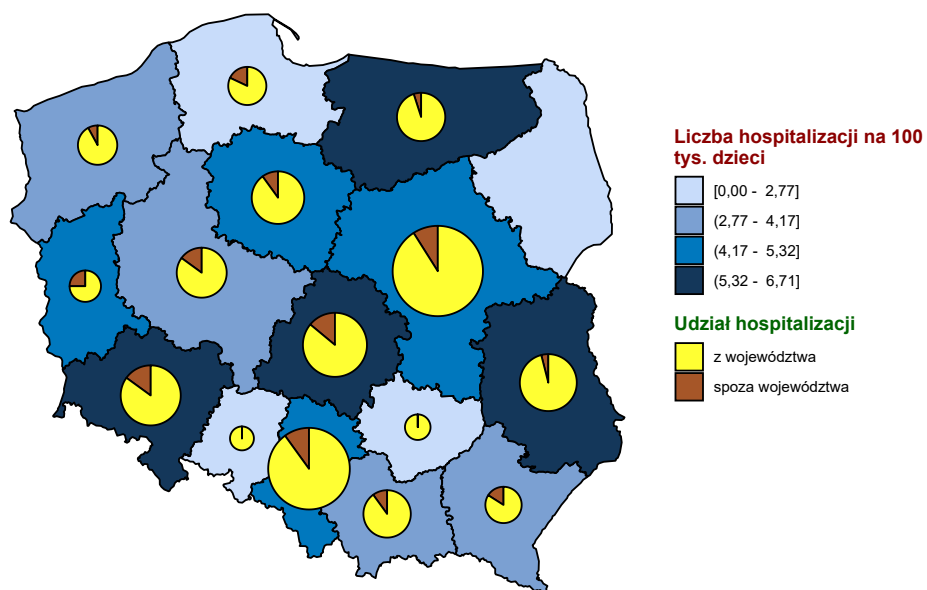 Liczba hospitalizacji na 100
tys. dzieci
[0,00 - 2,77]
(2,77 - 4,17]
(4,17 - 5,32]
(5,32 - 6,71]
Udział hospitalizacji
z województwa
spoza województwa